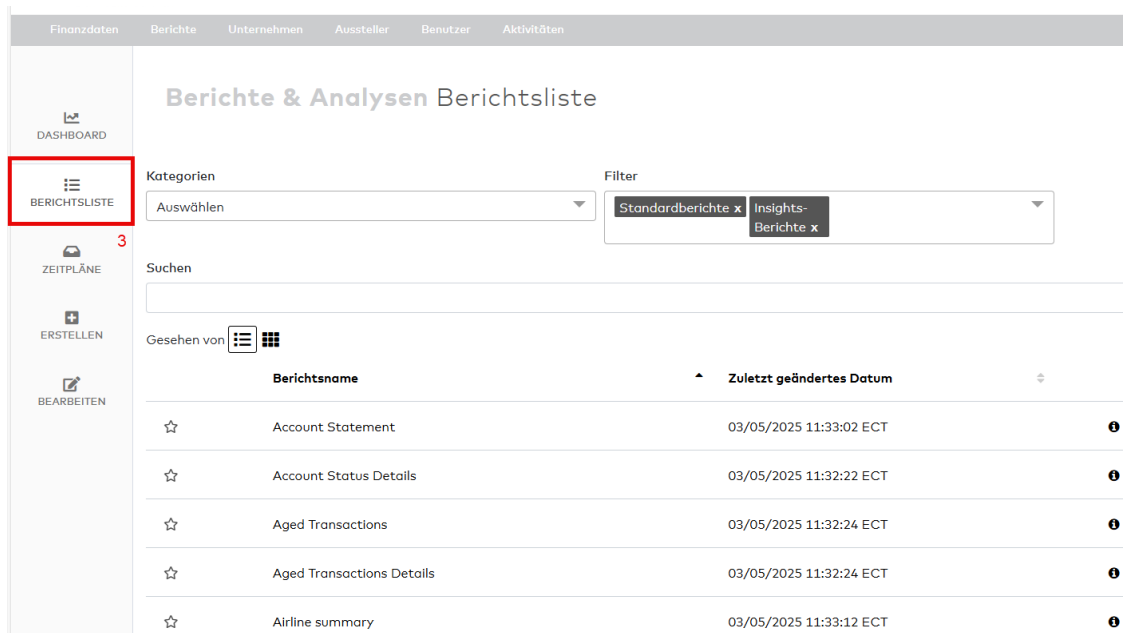 Finanzdaten Berichte Unternehmen Aussteller Benutzer Aktivitäten
Berichte & Analysen Berichtsliste
DASHBOARD
BERICHTSLISTE
3
ZEITPLÄNE
ERSTELLEN
BEARBEITEN
Kategorien Filter
Auswählen Standardberichte x Insights-
Berichte x
Suchen
Gesehen von
Berichtsname Zuletzt geändertes Datum
Account Statement 03/05/2025 11:33:02 ECT
Account Status Details 03/05/2025 11:32:22 ECT
Aged Transactions 03/05/2025 11:32:24 ECT
Aged Transactions Details 03/05/2025 11:32:24 ECT
Airline summary 03/05/2025 11:33:12 ECT